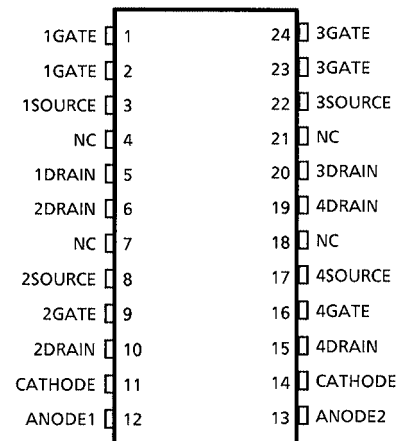 1GATE 1 24 3GATE
1GATE 2 23 3GATE
1SOURCE 3 22 3SOURCE
NC 4 21 NC
1DRAIN 5 20 3DRAIN
2DRAIN 6 19 4DRAIN
NC 7 18 NC
2SOURCE 8 17 4SOURCE
2GATE 9 16 4GATE
2DRAIN 10 15 4DRAIN
CATHODE 11 14 CATHODE
ANODE1 12 13 ANODE2